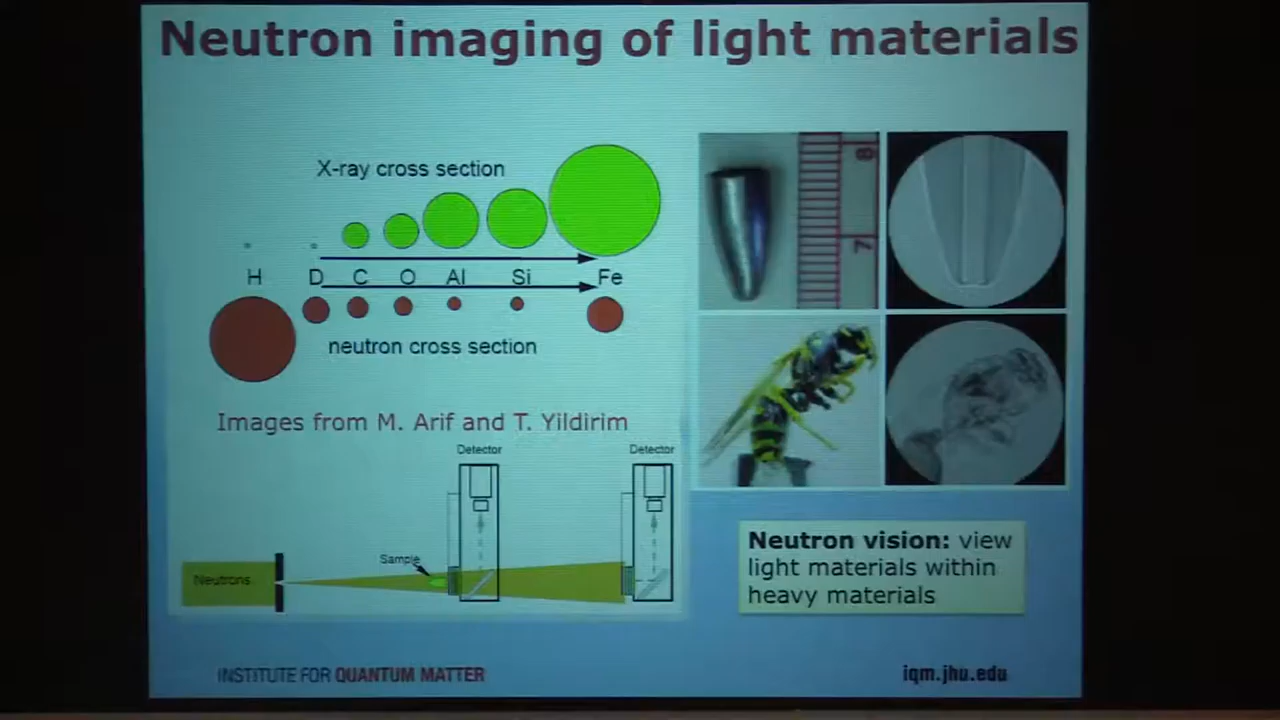 Neutron imaging of light materials
X-ray cross section
H D C O Al Si Fe
neutron cross section
Images from M. Arif and T. Yildirim
Detector
Detector
Sample
Neutrons
8
7
Neutron vision: view
light materials within
heavy materials
INSTITUTE FOR QUANTUM MATTER
iqm.jhu.edu